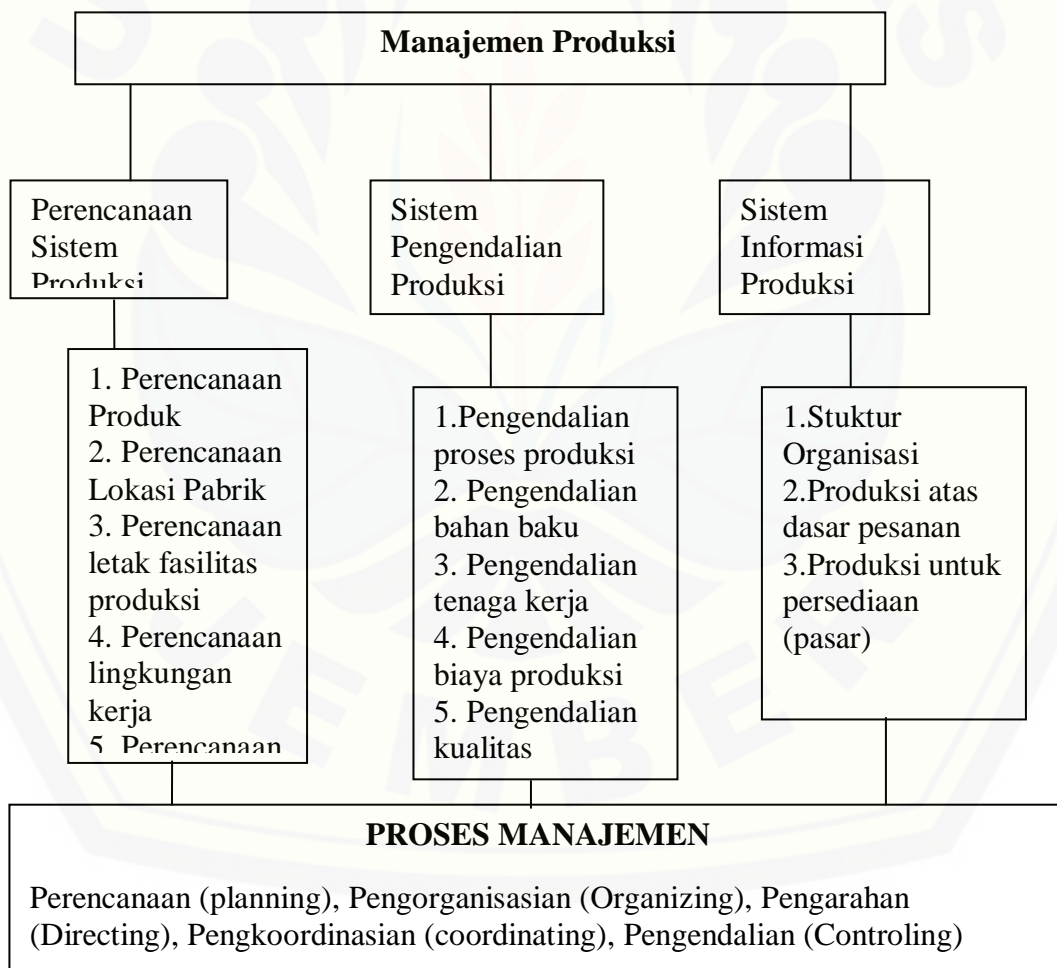 Manajemen Produksi
Perencanaan
Sistem
Produksi
Sistem
Pengendalian
Produksi
Sistem
Informasi
Produksi
1. Perencanaan
Produk
2. Perencanaan
Lokasi Pabrik
3. Perencanaan
letak fasilitas
produksi
4. Perencanaan
lingkungan
kerja
5. Perencanaan
1.Pengendalian
proses produksi
2. Pengendalian
bahan baku
3. Pengendalian
tenaga kerja
4. Pengendalian
biaya produksi
5. Pengendalian
kualitas
1.Stuktur
Organisasi
2.Produksi atas
dasar pesanan
3.Produksi untuk
persediaan
(pasar)
PROSES MANAJEMEN
Perencanaan (planning), Pengorganisasian (Organizing), Pengarahan
(Directing), Pengkoordinasian (coordinating), Pengendalian (Controling)